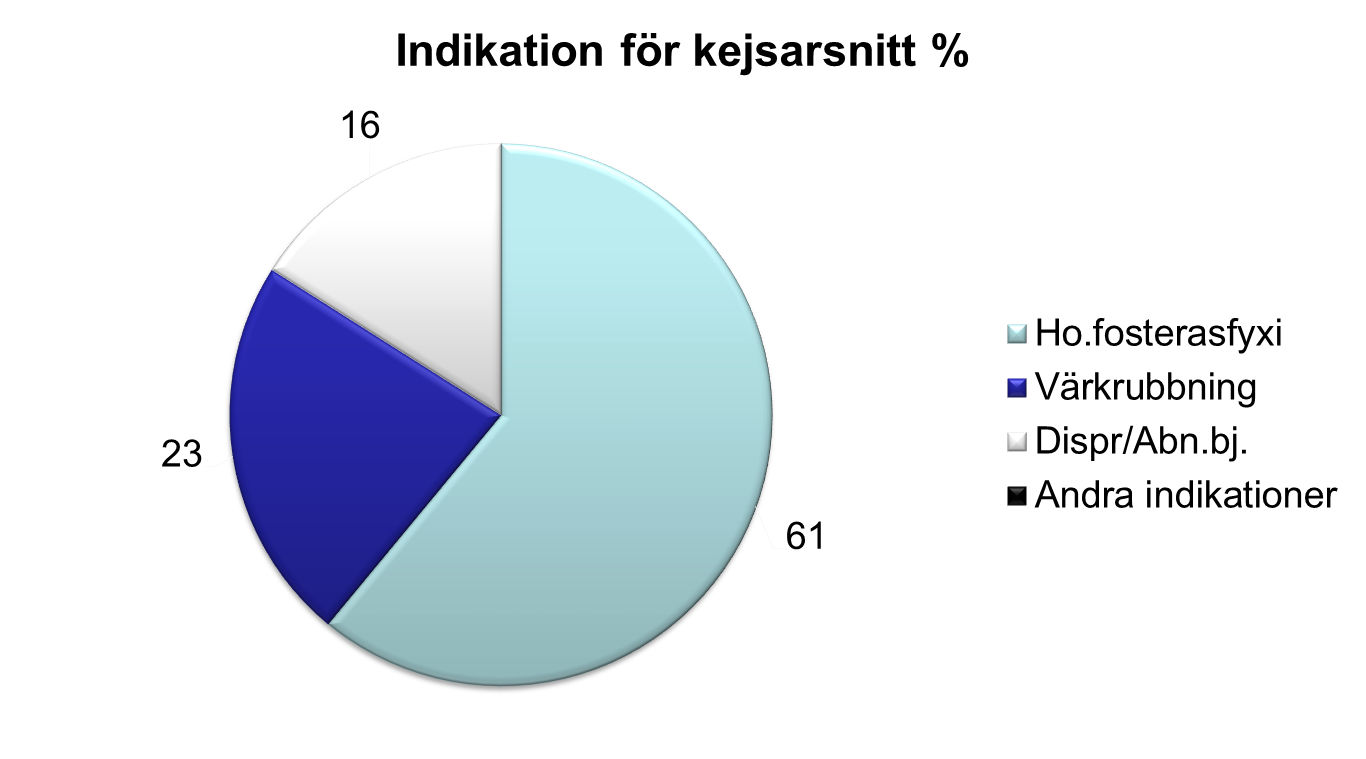 Indikation för kejsarsnitt %
16
23
61
Ho.fosterasfyxi
Värkrubbning
Dispr/Abn.bj.
Andra indikationer